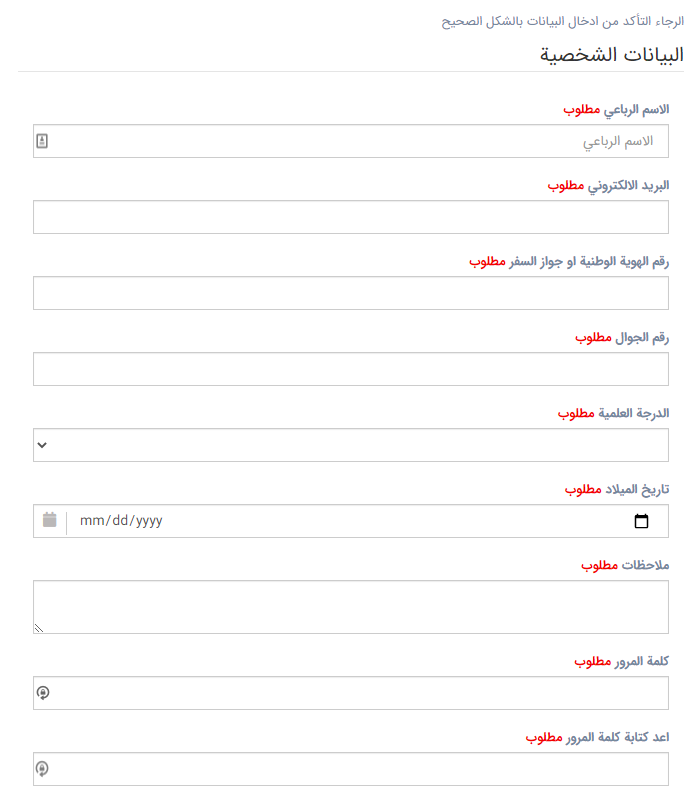 الرجاء التأكد من ادخال البيانات بالشكل الصحيح
البيانات الشخصية
الاسم الرباعي مطلوب
الاسم الرباعي
البريد الالكتروني مطلوب
رقم الهوية الوطنية او جواز السفر مطلوب
رقم الجوال مطلوب
الدرجة العلمية مطلوب
تاريخ الميلاد مطلوب
mm/dd/yyyy
ملاحظات مطلوب
كلمة المرور مطلوب
اعد كتابة كلمة المرور مطلوب